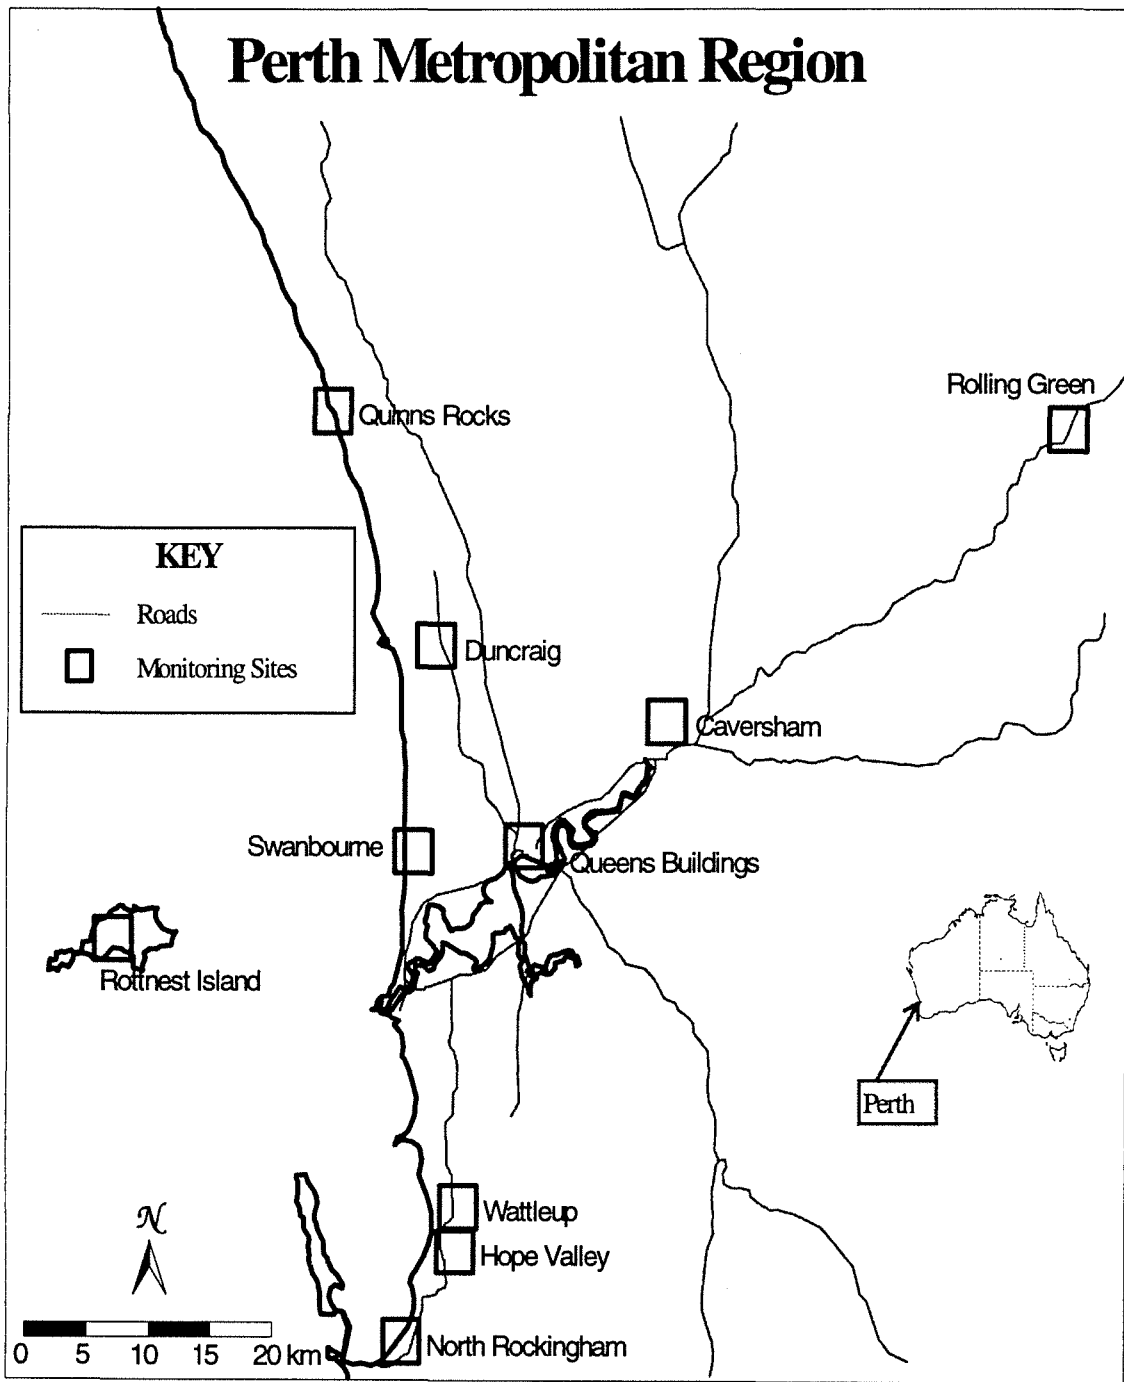 Perth Metropolitan Region
Rolling Green
Quinns Rocks
KEY
Roads
Monitoring Sites
Duncraig
Caversham
Swanbourne
Queens Buildings
Rottnest Island
Perth
Wattleup
N
Hope Valley
North Rockingham
0 5 10 15 20 km